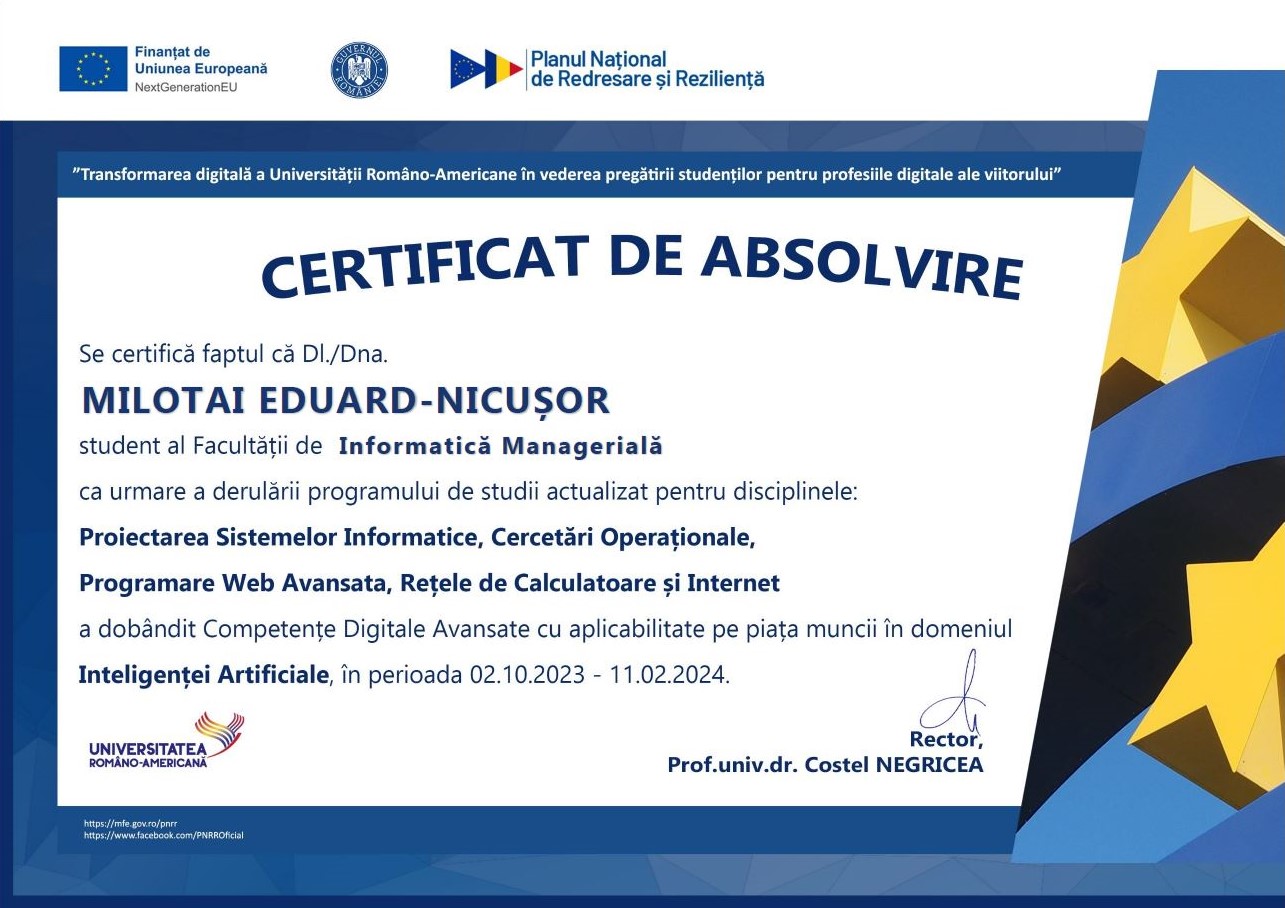 Finanțat de
Uniunea Europeană
NextGenerationEU
GUVERNUL ROMÂNIEI
Planul Național
de Redresare și Reziliență
”Transformarea digitală a Universității Româno-Americane în vederea pregătirii studenților pentru profesiile digitale ale viitorului”
CERTIFICAT DE ABSOLVIRE
Se certifică faptul că Dl./Dna.
MILOTAI EDUARD-NICUȘOR
student al Facultății de Informatică Managerială
ca urmare a derulării programului de studii actualizat pentru disciplinele:
Proiectarea Sistemelor Informatice, Cercetări Operaționale,
Programare Web Avansata, Rețele de Calculatoare și Internet
a dobândit Competențe Digitale Avansate cu aplicabilitate pe piața muncii în domeniul
Inteligenței Artificiale, în perioada 02.10.2023 - 11.02.2024.
UNIVERSITATEA
ROMÂNO-AMERICANĂ
Rector,
Prof.univ.dr. Costel NEGRICEA
https://mfe.gov.ro/pnrr
https://www.facebook.com/PNRROficial